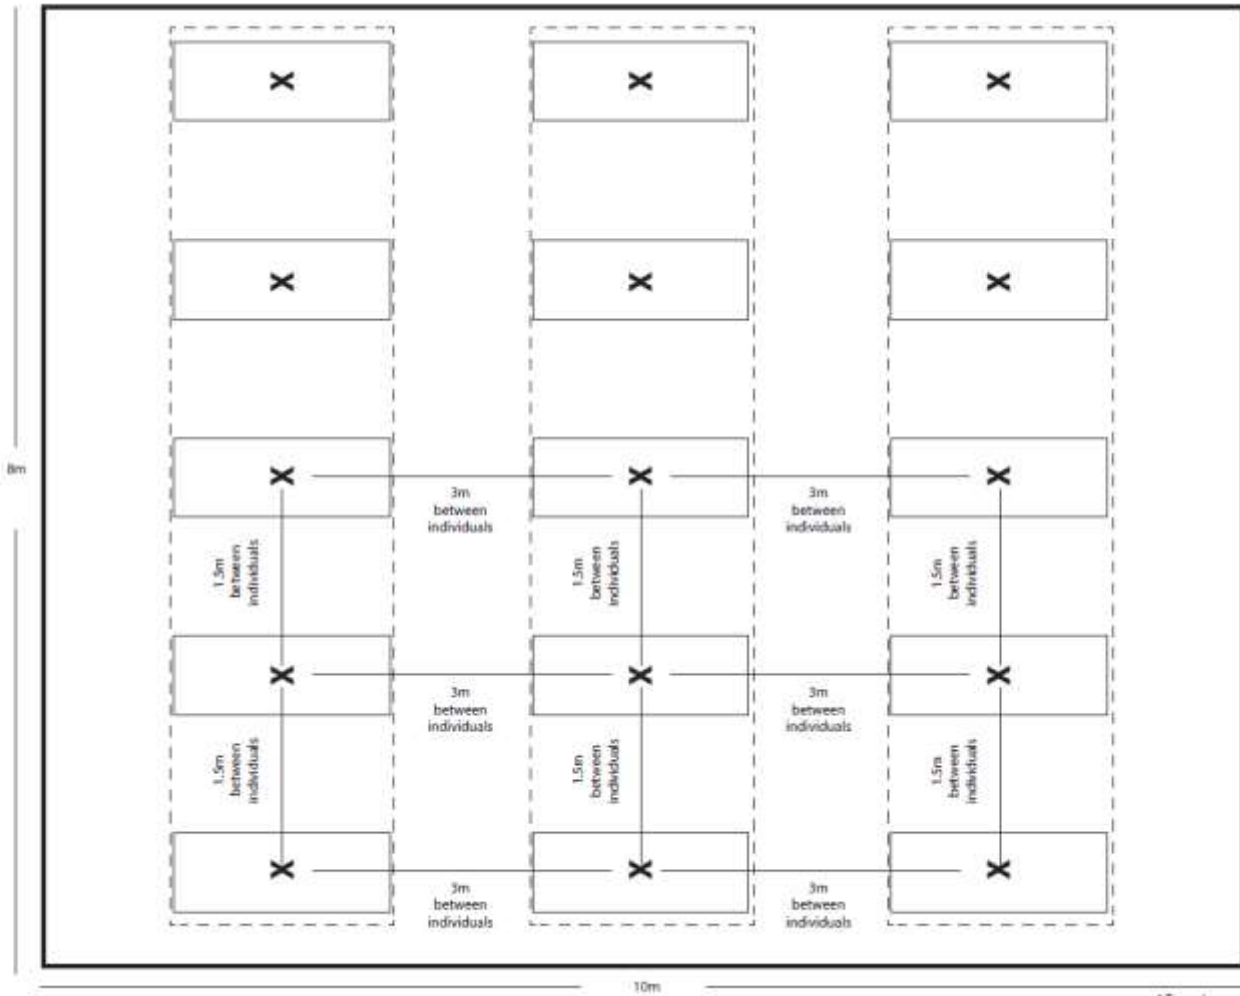 X X X
X X X
8m
X X X
3m
between
individuals
3m
between
individuals
1.5m
between
individuals
1.5m
between
individuals
1.5m
between
individuals
X X X
3m
between
individuals
3m
between
individuals
1.5m
between
individuals
1.5m
between
individuals
1.5m
between
individuals
X X X
3m
between
individuals
3m
between
individuals
10m